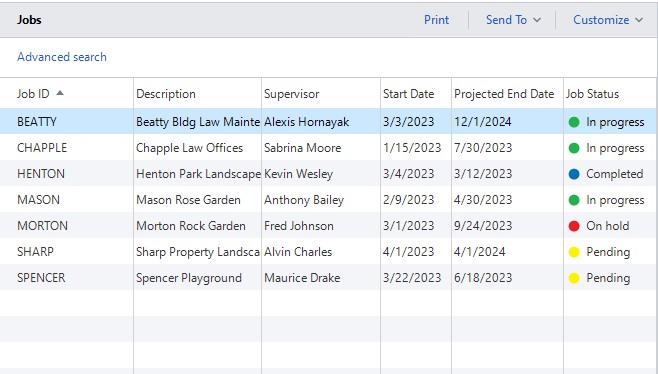 Jobs Print Send To Customize
Advanced search
Job ID Description Supervisor Start Date Projected End Date Job Status
BEATTY Beatty Bldg Law Mainte Alexis Hornayak 3/3/2023 12/1/2024 In progress
CHAPPLE Chapple Law Offices Sabrina Moore 1/15/2023 7/30/2023 In progress
HENTON Henton Park Landscape Kevin Wesley 3/4/2023 3/12/2023 Completed
MASON Mason Rose Garden Anthony Bailey 2/9/2023 4/30/2023 In progress
MORTON Morton Rock Garden Fred Johnson 3/1/2023 9/24/2023 On hold
SHARP Sharp Property Landsca Alvin Charles 4/1/2023 4/1/2024 Pending
SPENCER Spencer Playground Maurice Drake 3/22/2023 6/18/2023 Pending